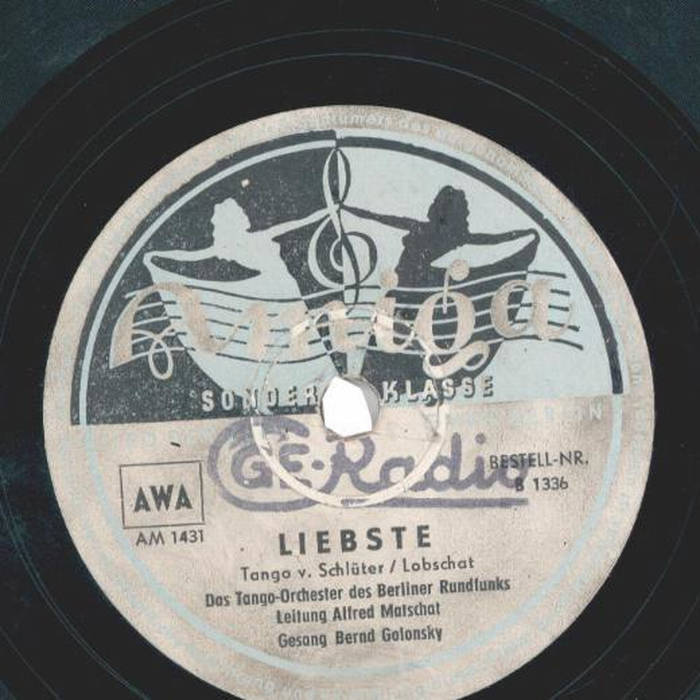 Amiga
SONDER KLASSE
GE-Radio
BESTELL-NR.
B 1336
AWA
AM 1431
LIEBSTE
Tango v. Schlüter / Lobschat
Das Tango-Orchester des Berliner Rundfunks
Leitung Alfred Matschat
Gesang Bernd Golonsky